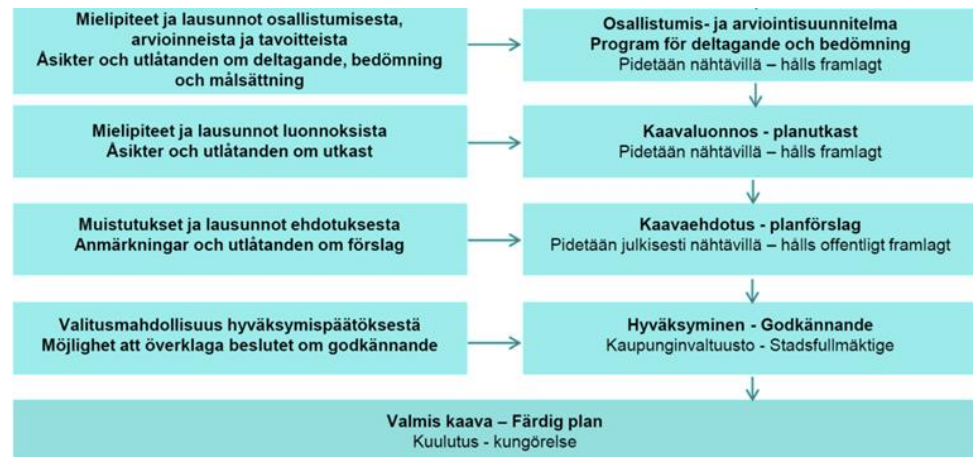 Mielipiteet ja lausunnot osallistumisesta,
arvioinneista ja tavoitteista
Åsikter och utlåtanden om deltagande, bedömning
och målsättning
Osallistumis- ja arviointisuunnitelma
Program för deltagande och bedömning
Pidetään nähtävillä – hålls framlagt
Mielipiteet ja lausunnot luonnoksista
Åsikter och utlåtanden om utkast
Kaavaluonnos - planutkast
Pidetään nähtävillä – hålls framlagt
Muistutukset ja lausunnot ehdotuksesta
Anmärkningar och utlåtanden om förslag
Kaavaehdotus - planförslag
Pidetään julkisesti nähtävillä – hålls offentligt framlagt
Valitusmahdollisuus hyväksymispäätöksestä
Möjlighet att överklaga beslutet om godkännande
Hyväksyminen - Godkännande
Kaupunginvaltuusto - Stadsfullmäktige
Valmis kaava – Färdig plan
Kuulutus - kungörelse